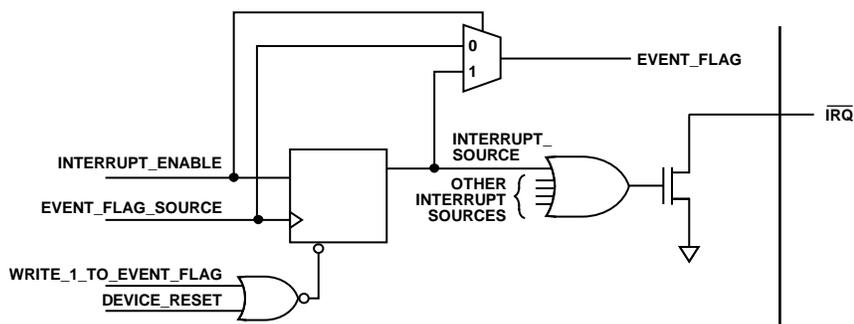 0
EVENT_FLAG
1
IRQ
INTERRUPT_ENABLE
INTERRUPT_
SOURCE
EVENT_FLAG_SOURCE
OTHER
INTERRUPT
SOURCES
WRITE_1_TO_EVENT_FLAG
DEVICE_RESET